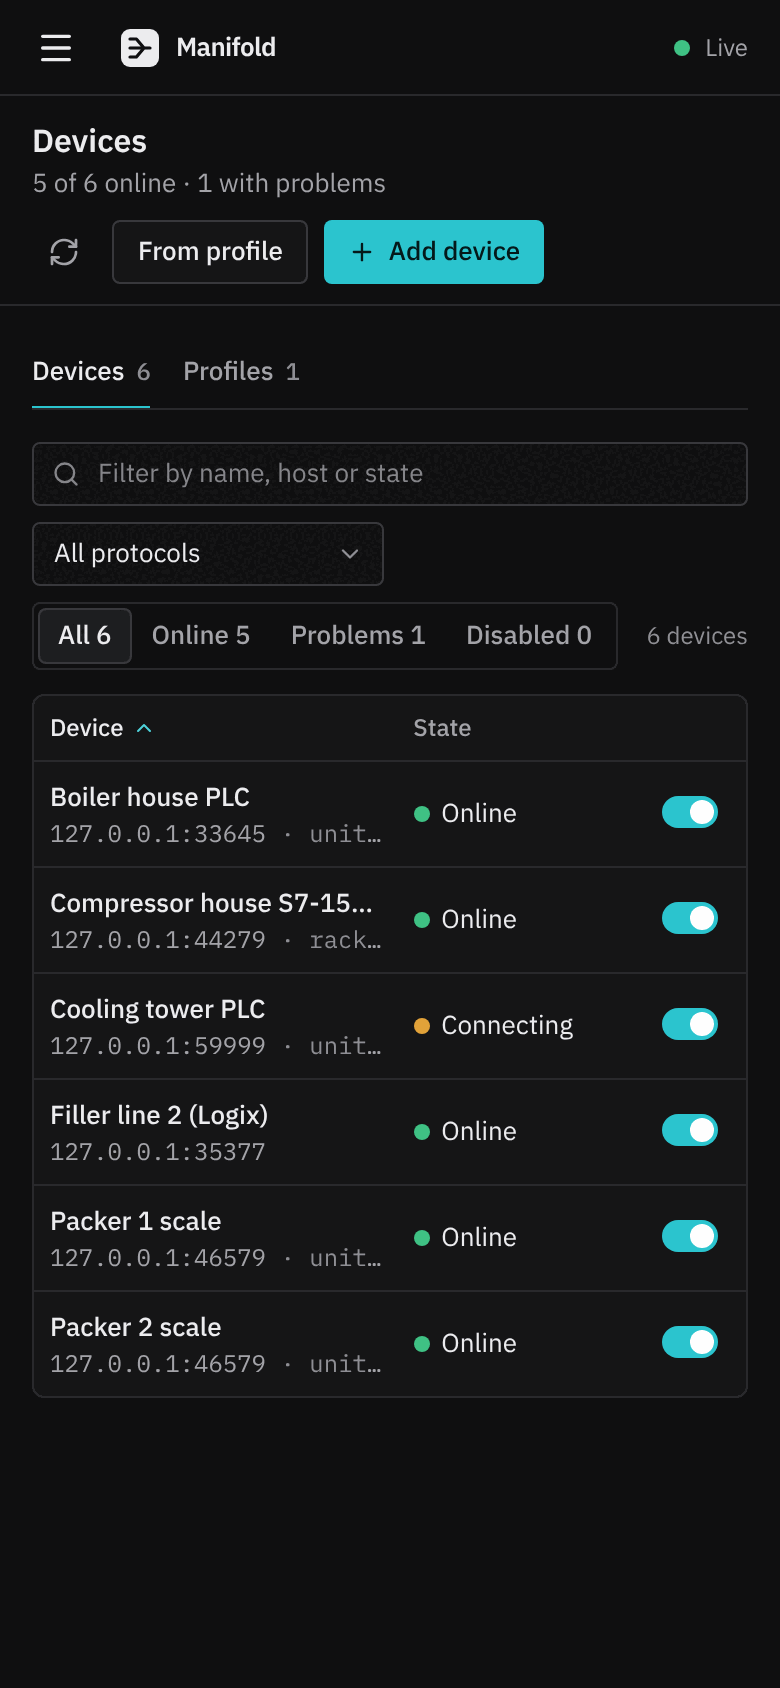 Manifold
Live
Devices
5 of 6 online · 1 with problems
From profile
+ Add device
Devices 6 Profiles 1
Filter by name, host or state
All protocols
All 6 Online 5 Problems 1 Disabled 0 6 devices
Device State
Boiler house PLC
127.0.0.1:33645 · unit…
Online
Compressor house S7-15…
127.0.0.1:44279 · rack…
Online
Cooling tower PLC
127.0.0.1:59999 · unit…
Connecting
Filler line 2 (Logix)
127.0.0.1:35377
Online
Packer 1 scale
127.0.0.1:46579 · unit…
Online
Packer 2 scale
127.0.0.1:46579 · unit…
Online